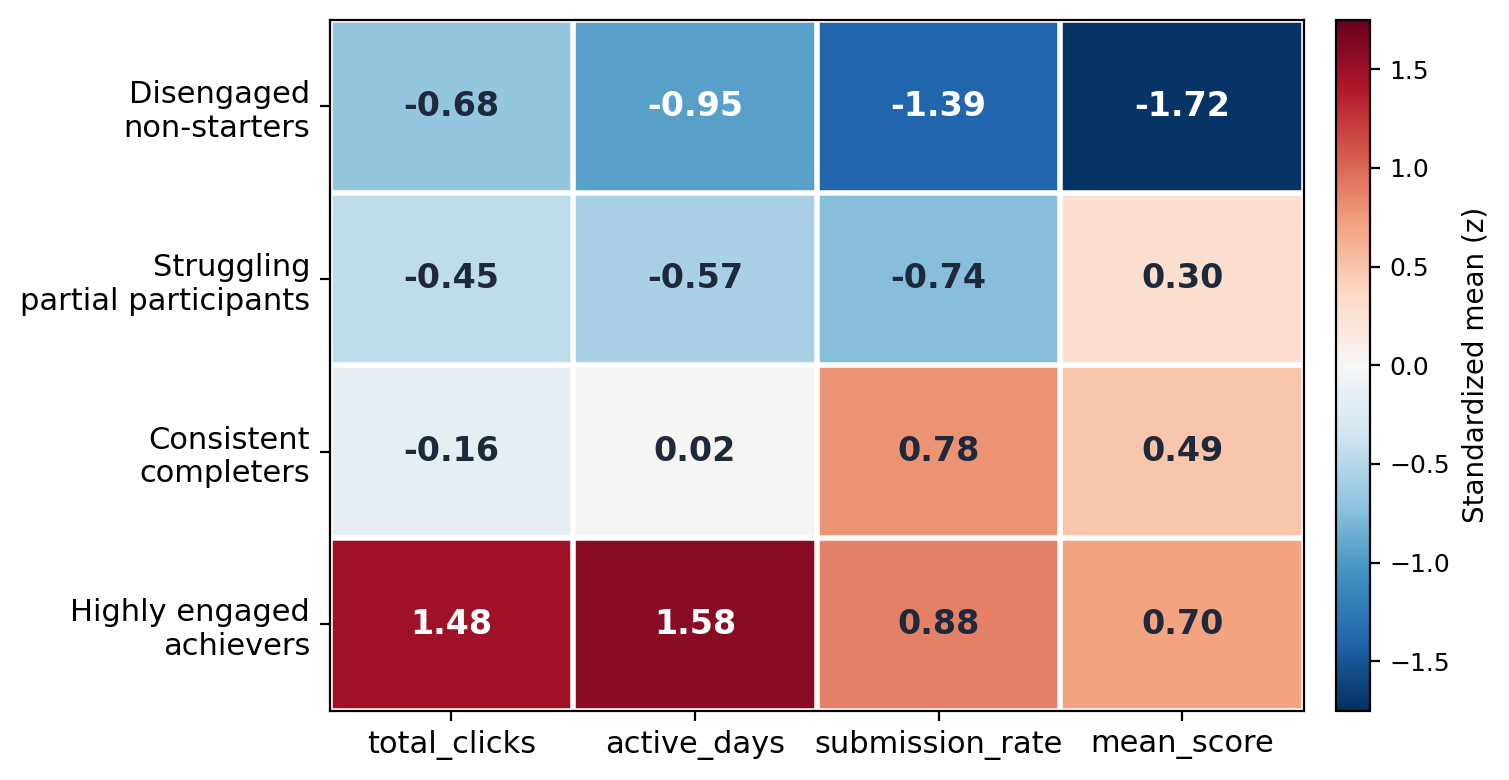 Disengaged
non-starters
-0.68 -0.95 -1.39 -1.72
Struggling
partial participants
-0.45 -0.57 -0.74 0.30
Consistent
completers
-0.16 0.02 0.78 0.49
Highly engaged
achievers
1.48 1.58 0.88 0.70
total_clicks active_days submission_rate mean_score
1.5
1.0
0.5
0.0
−0.5
−1.0
−1.5
Standardized mean (z)